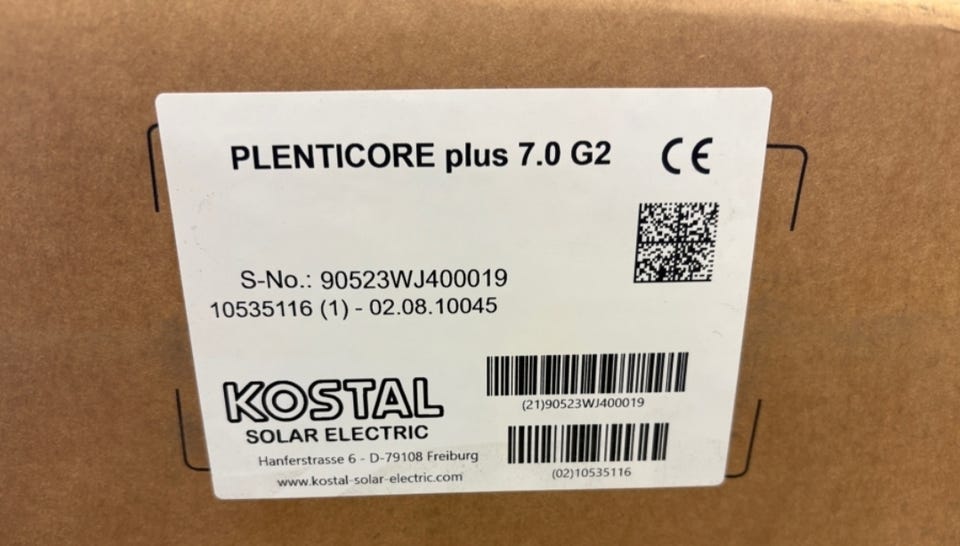 PLENTICORE plus 7.0 G2 CE
S-No.: 90523WJ400019
10535116 (1) - 02.08.10045
KOSTAL
SOLAR ELECTRIC
Hanferstrasse 6 - D-79108 Freiburg
www.kostal-solar-electric.com
(21)90523WJ400019
(02)10535116